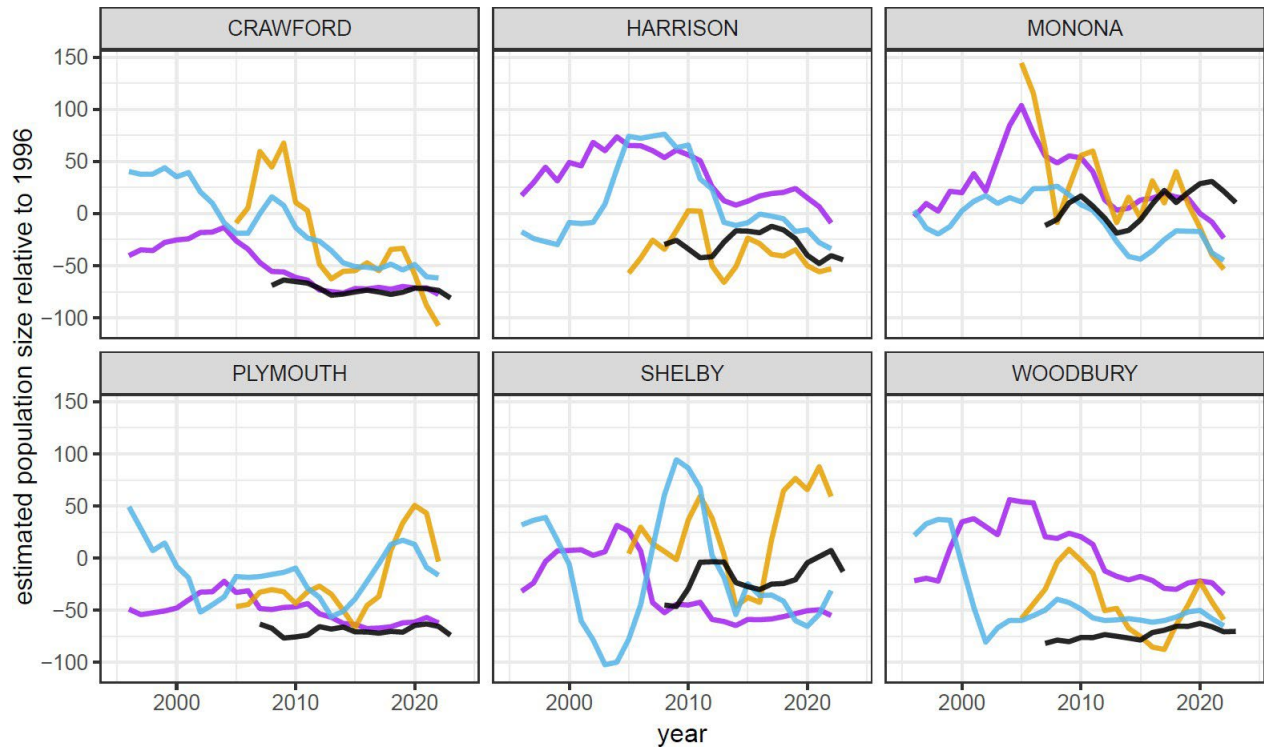 CRAWFORD HARRISON MONONA
150
100
50
0
−50
−100
PLYMOUTH SHELBY WOODBURY
150
100
50
0
−50
−100
2000 2010 2020 2000 2010 2020 2000 2010 2020
year
estimated population size relative to 1996